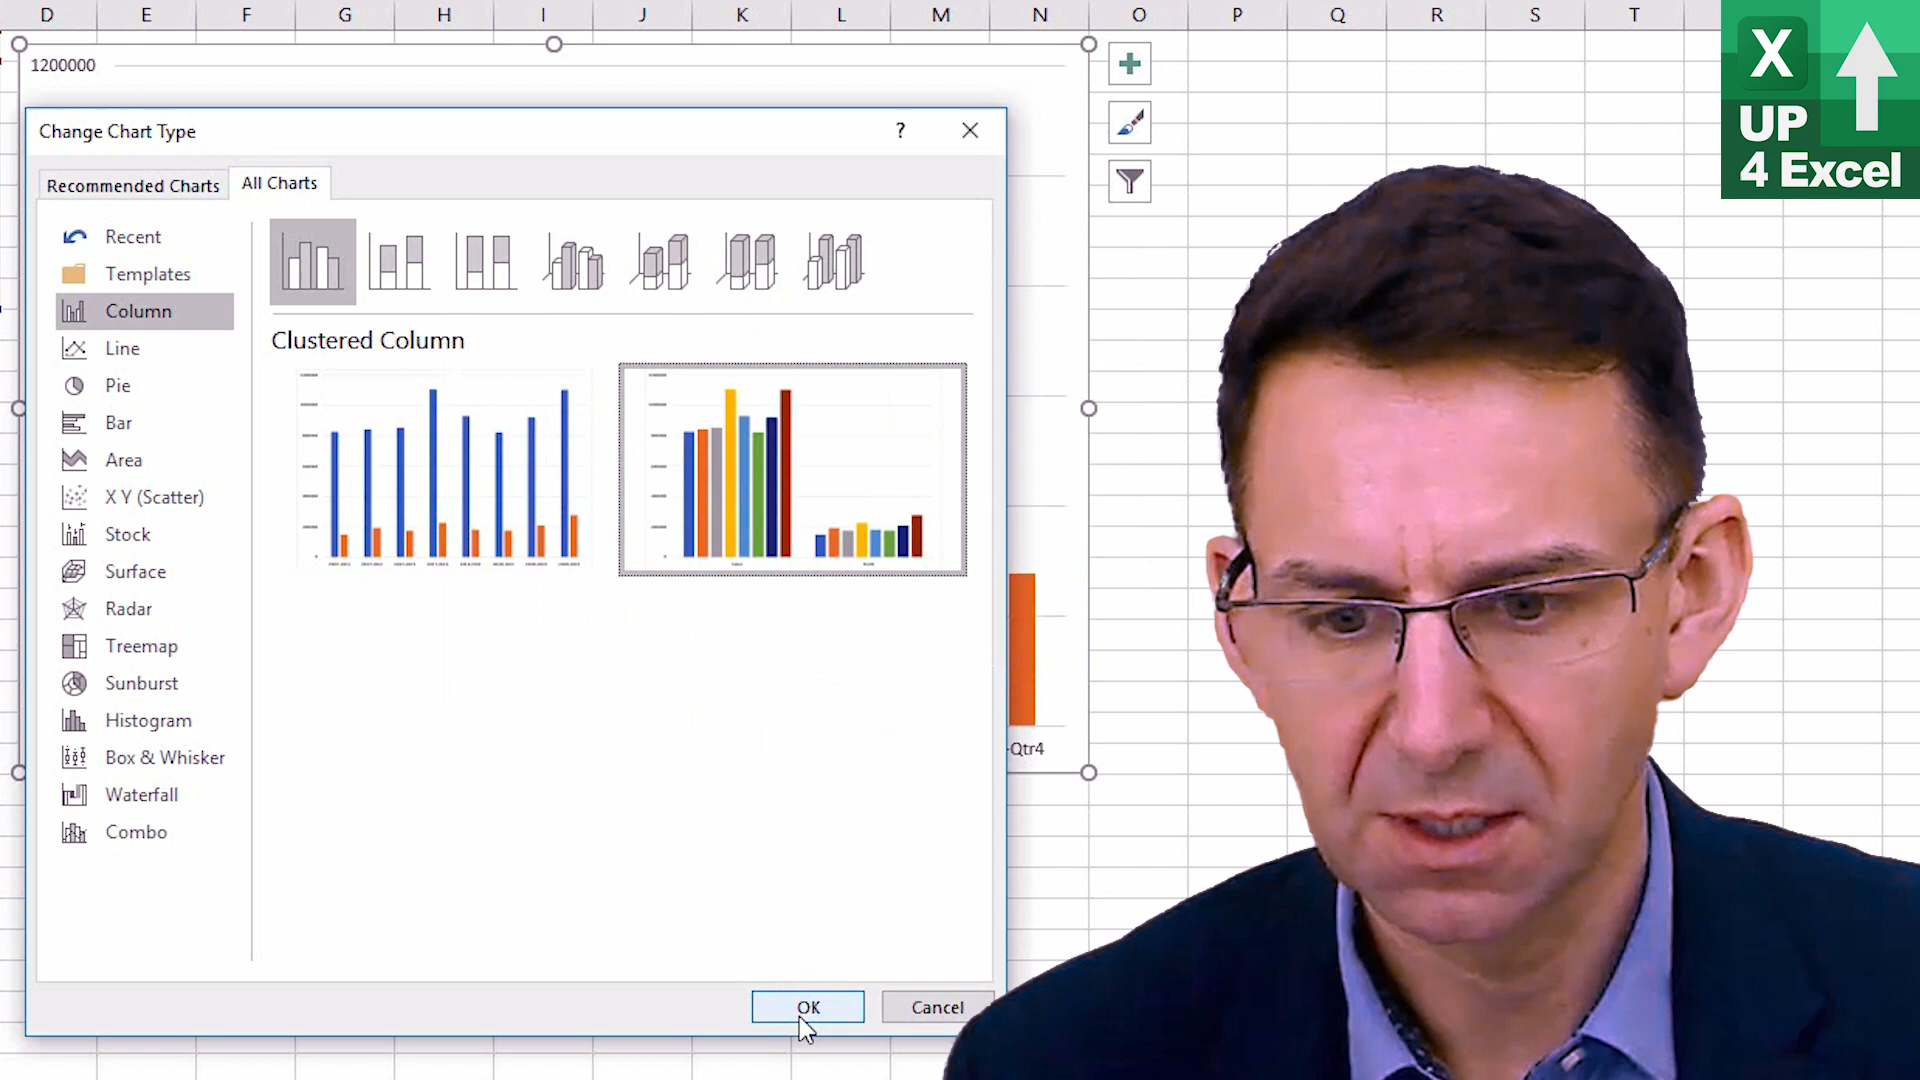 D E F G H I J K L M N O P Q R S T
1200000
Change Chart Type ?
Recommended Charts All Charts
Recent
Templates
Column
Line
Pie
Bar
Area
X Y (Scatter)
Stock
Surface
Radar
Treemap
Sunburst
Histogram
Box & Whisker
Waterfall
Combo
Clustered Column
-Qtr4
OK Cancel
X
UP
4 Excel